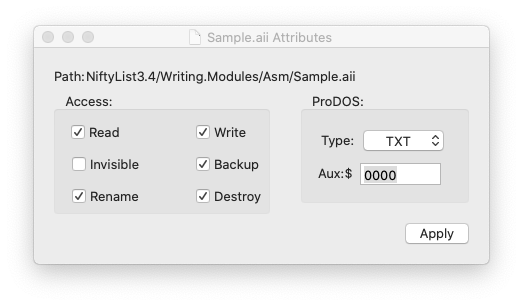 Sample.aii Attributes
Path:NiftyList3.4/Writing.Modules/Asm/Sample.aii
Access:
ProDOS:
Read
Write
Type:
TXT
Invisible
Backup
Aux:$
0000
Rename
Destroy
Apply